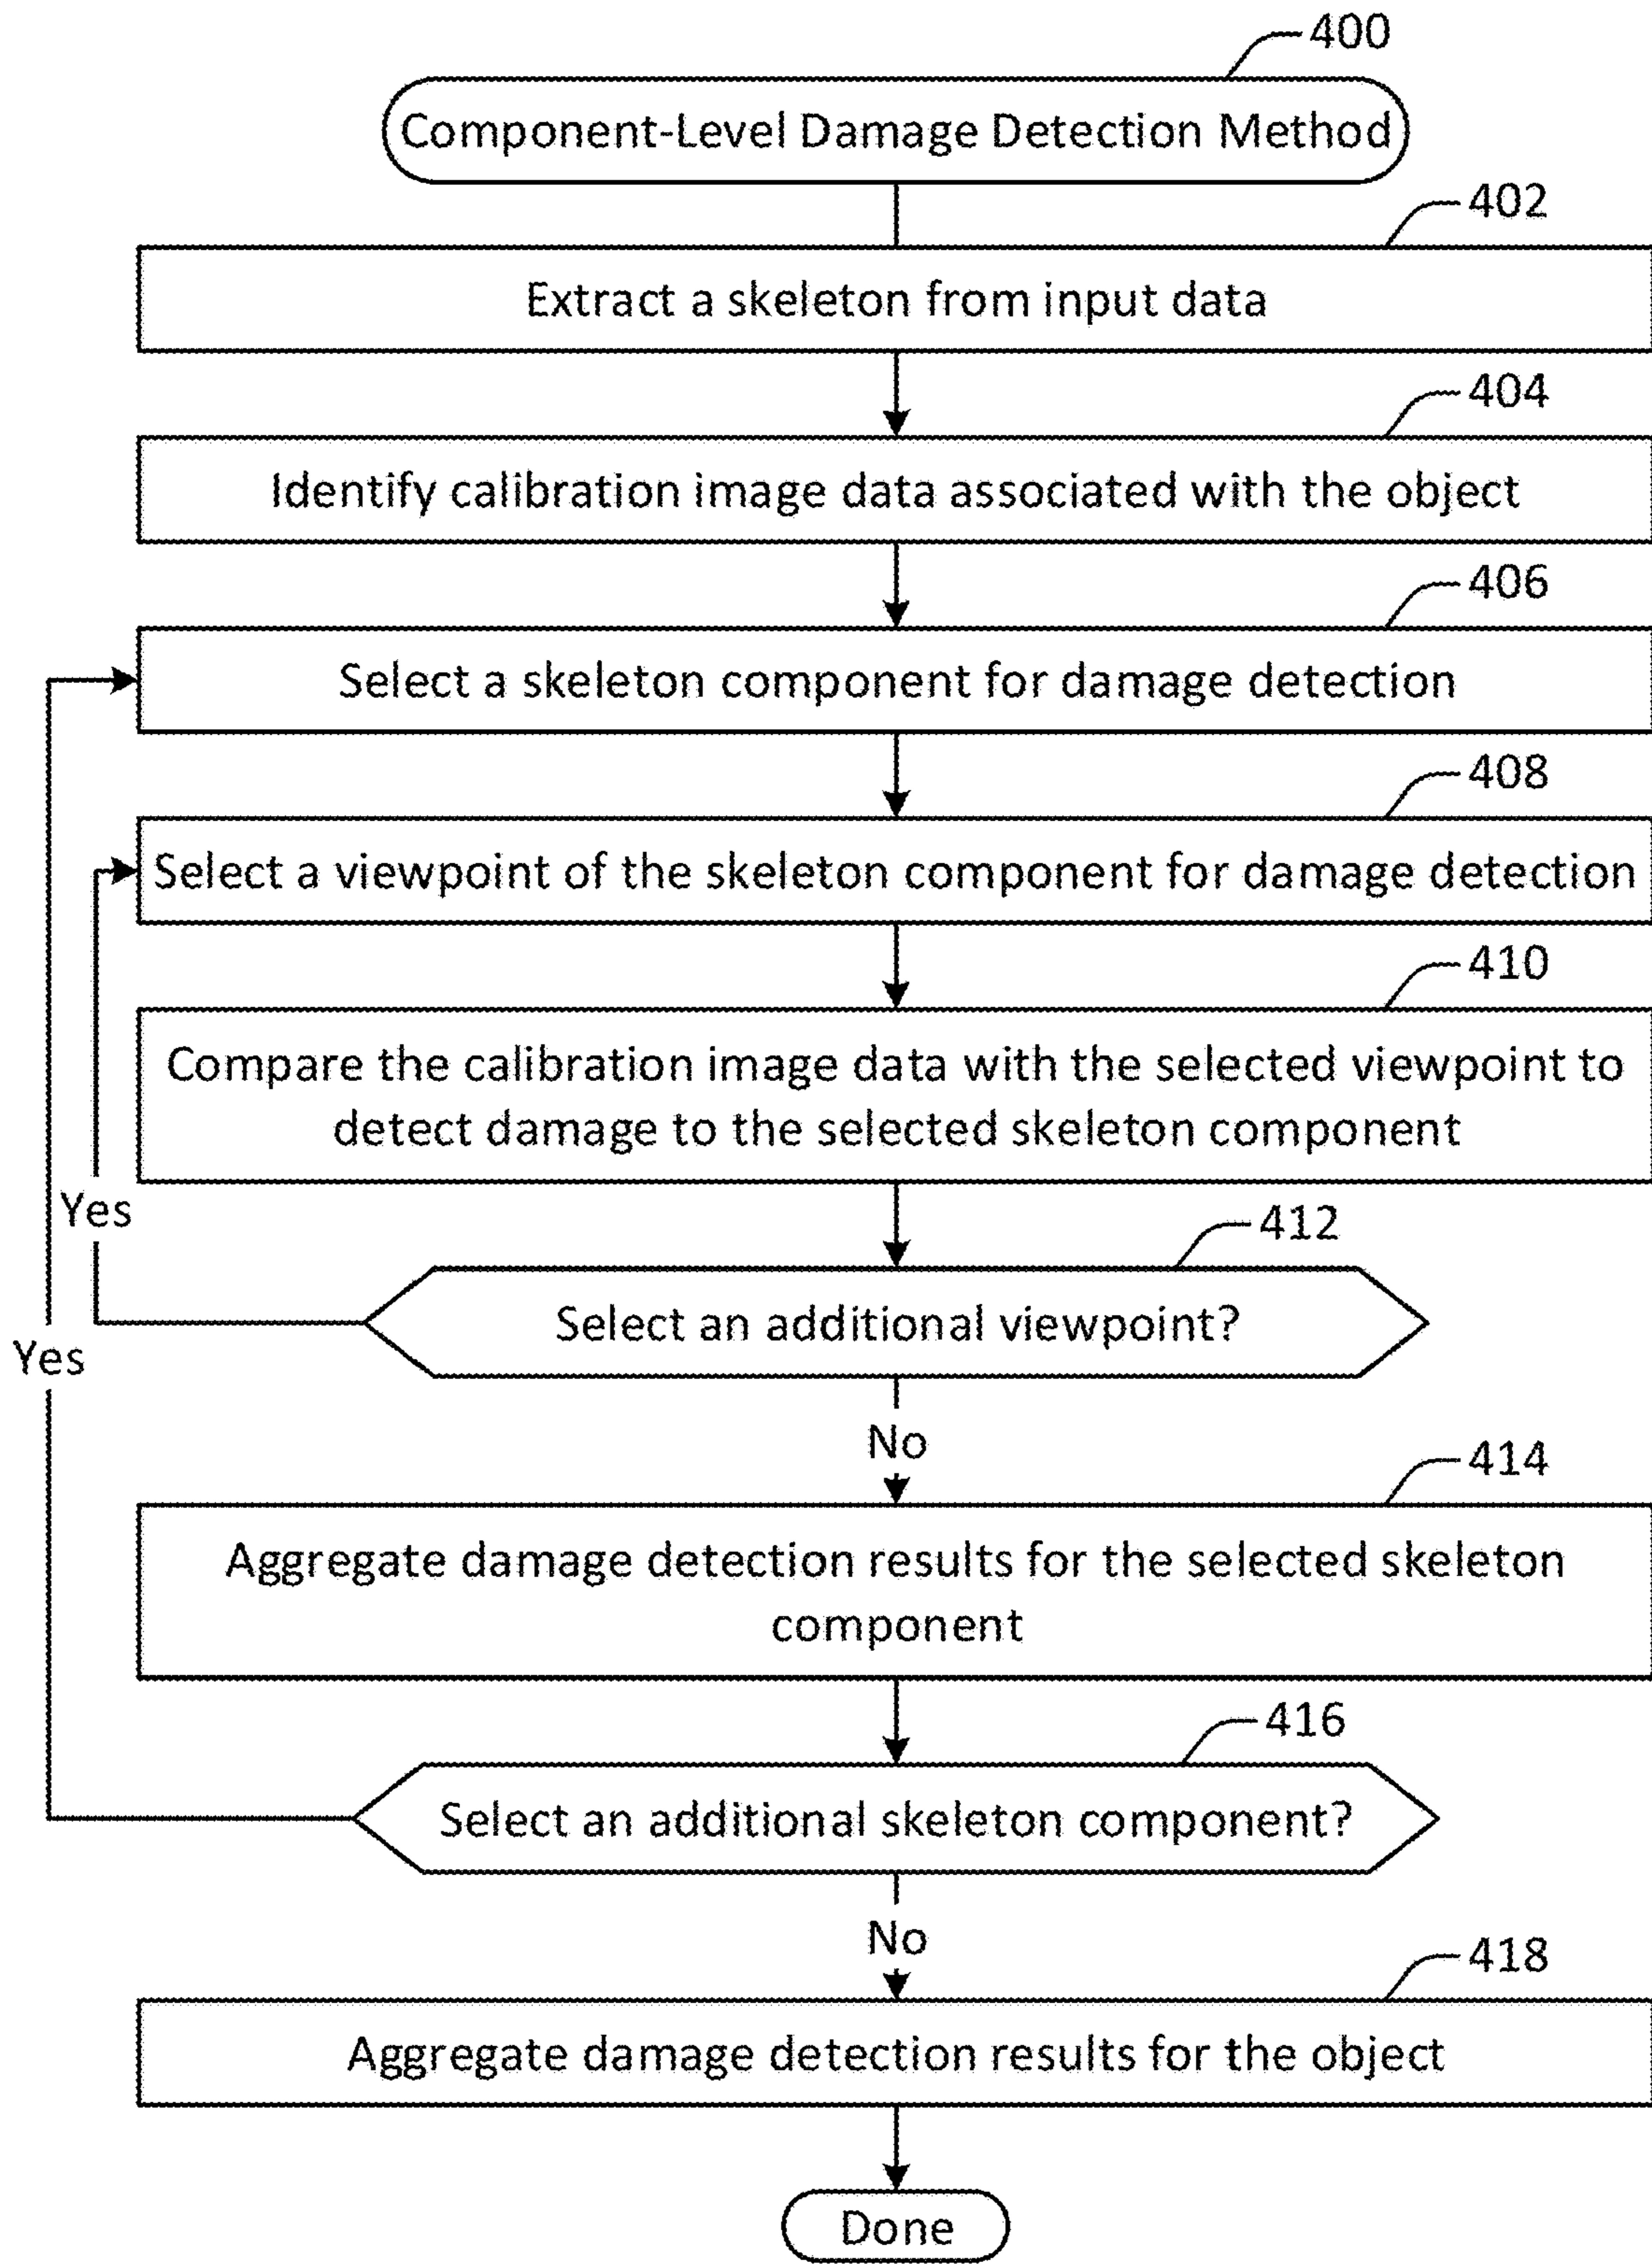 400
Component-Level Damage Detection Method
402
Extract a skeleton from input data
404
Identify calibration image data associated with the object
406
Select a skeleton component for damage detection
408
Select a viewpoint of the skeleton component for damage detection
410
Compare the calibration image data with the selected viewpoint to
detect damage to the selected skeleton component
Yes
412
Select an additional viewpoint?
Yes
No
414
Aggregate damage detection results for the selected skeleton
component
416
Select an additional skeleton component?
No
418
Aggregate damage detection results for the object
Done